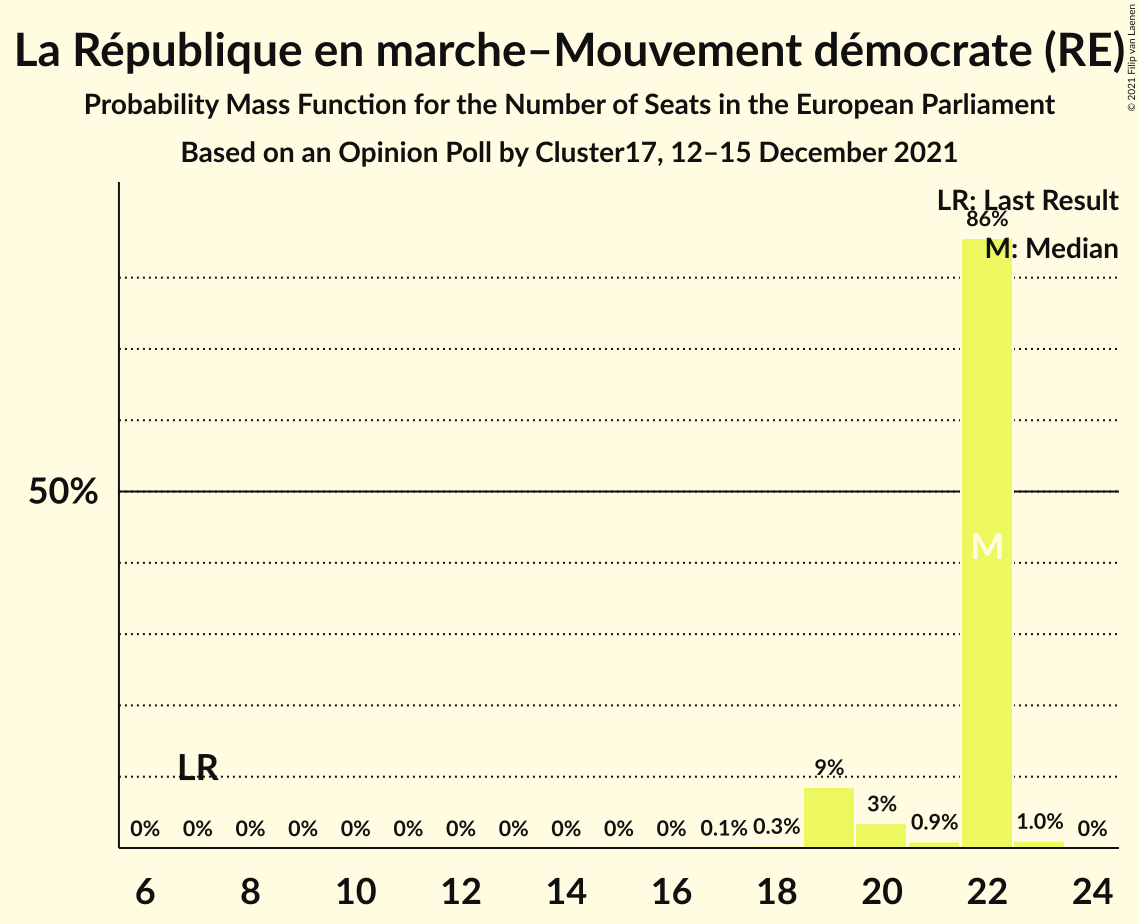 La République en marche–Mouvement démocrate (RE)
Probability Mass Function for the Number of Seats in the European Parliament
Based on an Opinion Poll by Cluster17, 12–15 December 2021
© 2021 Filip van Laenen
LR: Last Result
86%
M: Median
50%
M
LR
9%
3%
0% 0% 0% 0% 0% 0% 0% 0% 0% 0% 0% 0.1% 0.3% 0.9% 1.0% 0%
6 8 10 12 14 16 18 20 22 24